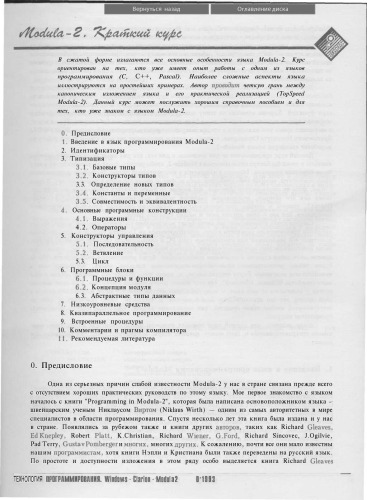 Вернуться назад
Оглавление диска
Modula-2. Краткий курс
В сжатой форме излагаются все основные особенности языка Modula-2. Курс
ориентирован на тех, кто уже имеет опыт работы с одним из языков
программирования (C, C++, Pascal). Наиболее сложные аспекты языка
иллюстрируются на простейших примерах. Автор проводит четкую грань между
каноническим изложением языка и его практической реализацией (TopSpeed
Modula-2). Данный курс может послужить хорошим справочным пособием и для
тех, кто уже знаком с языком Modula-2.
0. Предисловие
1. Введение в язык программирования Modula-2
2. Идентификаторы
3. Типизация
3.1. Базовые типы
3.2. Конструкторы типов
3.3. Определение новых типов
3.4. Константы и переменные
3.5. Совместимость и эквивалентность
4. Основные программные конструкции
4.1. Выражения
4.2. Операторы
5. Конструкторы управления
5.1. Последовательность
5.2. Ветвление
5.3. Цикл
6. Программные блоки
6.1. Процедуры и функции
6.2. Концепция модуля
6.3. Абстрактные типы данных
7. Низкоуровневые средства
8. Квазипараллельное программирование
9. Встроенные процедуры
10. Комментарии и прагмы компилятора
11. Рекомендуемая литература
0. Предисловие
Одна из серьезных причин слабой известности Modula-2 у нас в стране связана прежде всего
с отсутствием хороших практических руководств по этому языку. Мое первое знакомство с языком
началось с книги "Programming in Modula-2", которая была написана основоположником языка –
швейцарским ученым Никлаусом Виртом (Niklaus Wirth) – одним из самых авторитетных в мире
специалистов в области программирования. Спустя несколько лет эта книга была издана и у нас
в стране. Появились за рубежом также и книги других авторов, таких как Richard Gleaves,
Ed Knepley, Robert Platt, K.Christian, Richard Wiener, G.Ford, Richard Sincovec, J.Ogilvie,
Pad Terry, Gustav Pomberger и многих, многих других. К сожалению, почти все они мало известны
нашим программистам, хотя книги Нэпли и Кристиана были также переведены на русский язык.
По простоте и доступности изложения в этом ряду особо выделяется книга Richard Gleaves
ТЕХНОЛОГИЯ ПРОГРАММИРОВАНИЯ. Windows - Clarion - Modula2 0'1993